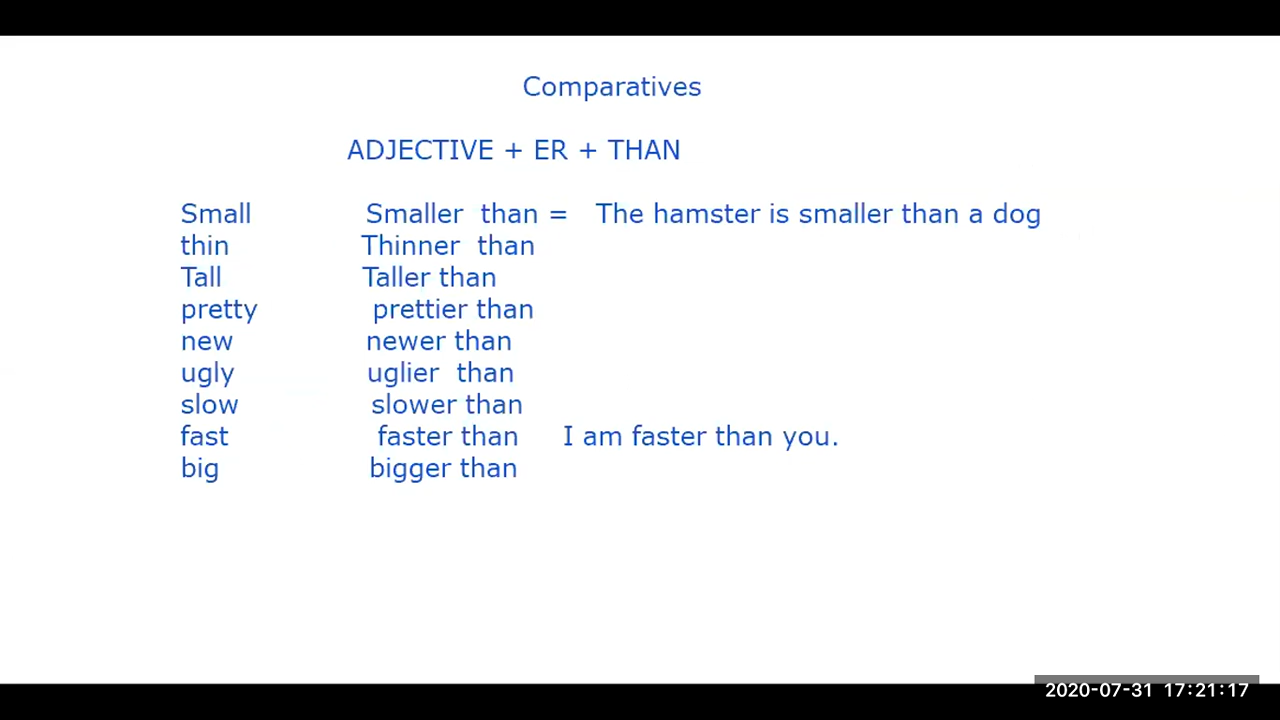 Comparatives
ADJECTIVE + ER + THAN
Small Smaller than = The hamster is smaller than a dog
thin Thinner than
Tall Taller than
pretty prettier than
new newer than
ugly uglier than
slow slower than
fast faster than I am faster than you.
big bigger than
2020-07-31 17:21:17